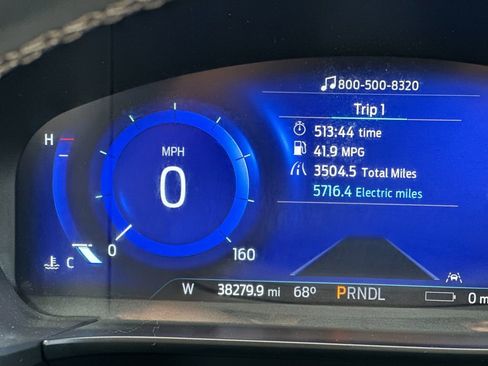 800-500-8320
Trip 1
513:44 time
41.9 MPG
3504.5 Total Miles
5716.4 Electric miles
H
MPH
0
C
0
160
W 38279.9 mi 68° PRNDL 0 m